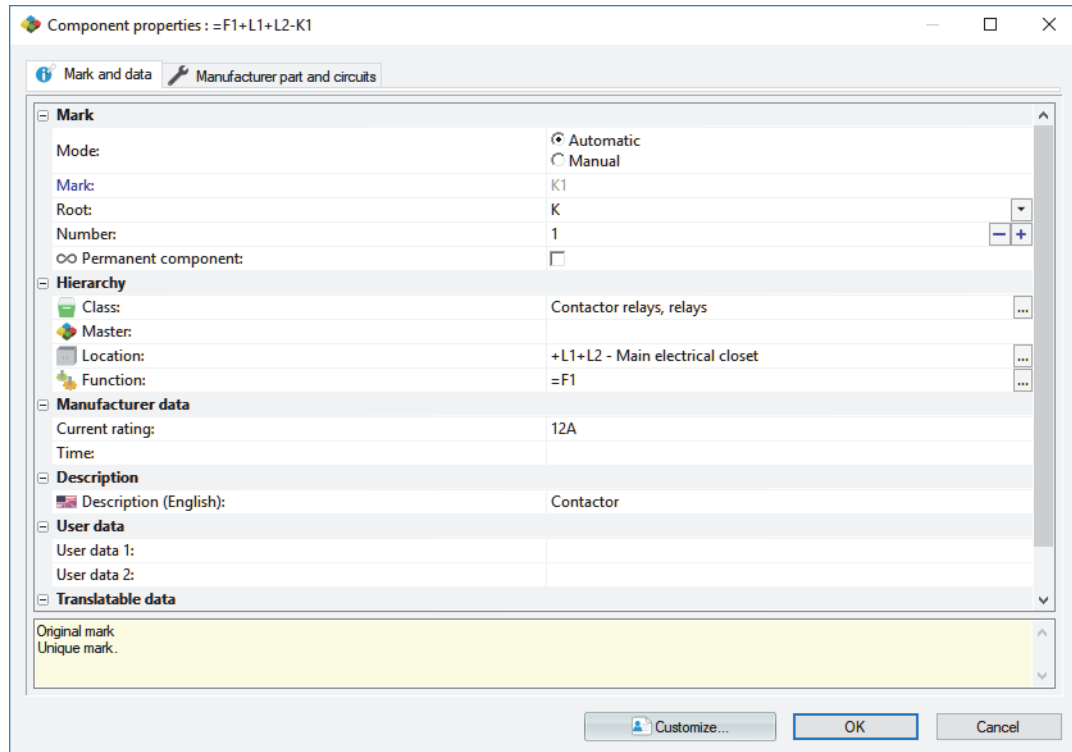 Component properties : =F1+L1+L2-K1
Mark and data Manufacturer part and circuits
Mark
Mode: Automatic
Manual
Mark: K1
Root: K
Number: 1
Permanent component:
Hierarchy
Class: Contactor relays, relays ...
Master:
Location: +L1+L2 - Main electrical closet ...
Function: =F1 ...
Manufacturer data
Current rating: 12A
Time:
Description
Description (English): Contactor
User data
User data 1:
User data 2:
Translatable data
Original mark
Unique mark.
Customize... OK Cancel